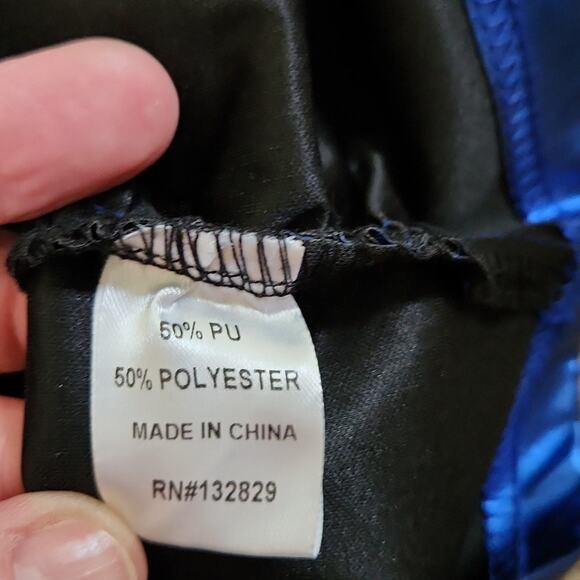 50% PU
50% POLYESTER
MADE IN CHINA
RN#132829